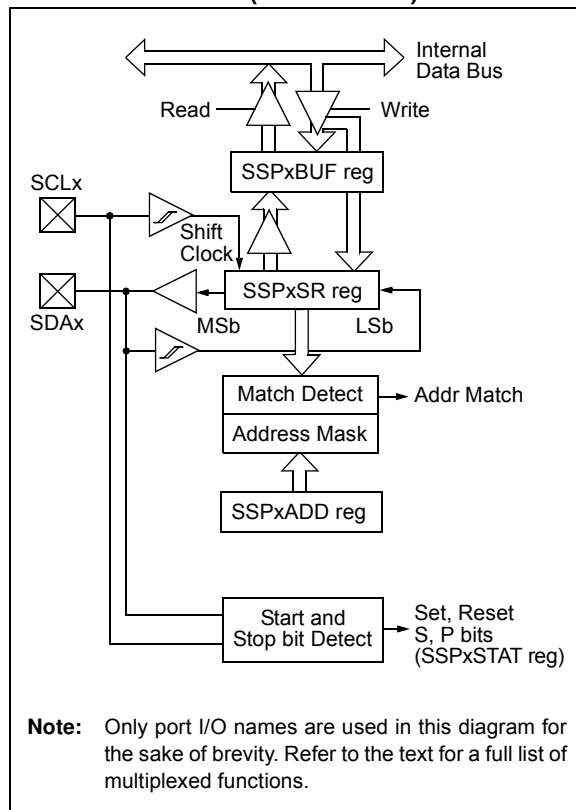 Internal
Data Bus
Read
Write
SSPxBUF reg
SCLx
Shift
Clock
SSPxSR reg
SDAx
MSb
LSb
Match Detect
Addr Match
Address Mask
SSPxADD reg
Start and
Stop bit Detect
Set, Reset
S, P bits
(SSPxSTAT reg)
Note: Only port I/O names are used in this diagram for
the sake of brevity. Refer to the text for a full list of
multiplexed functions.